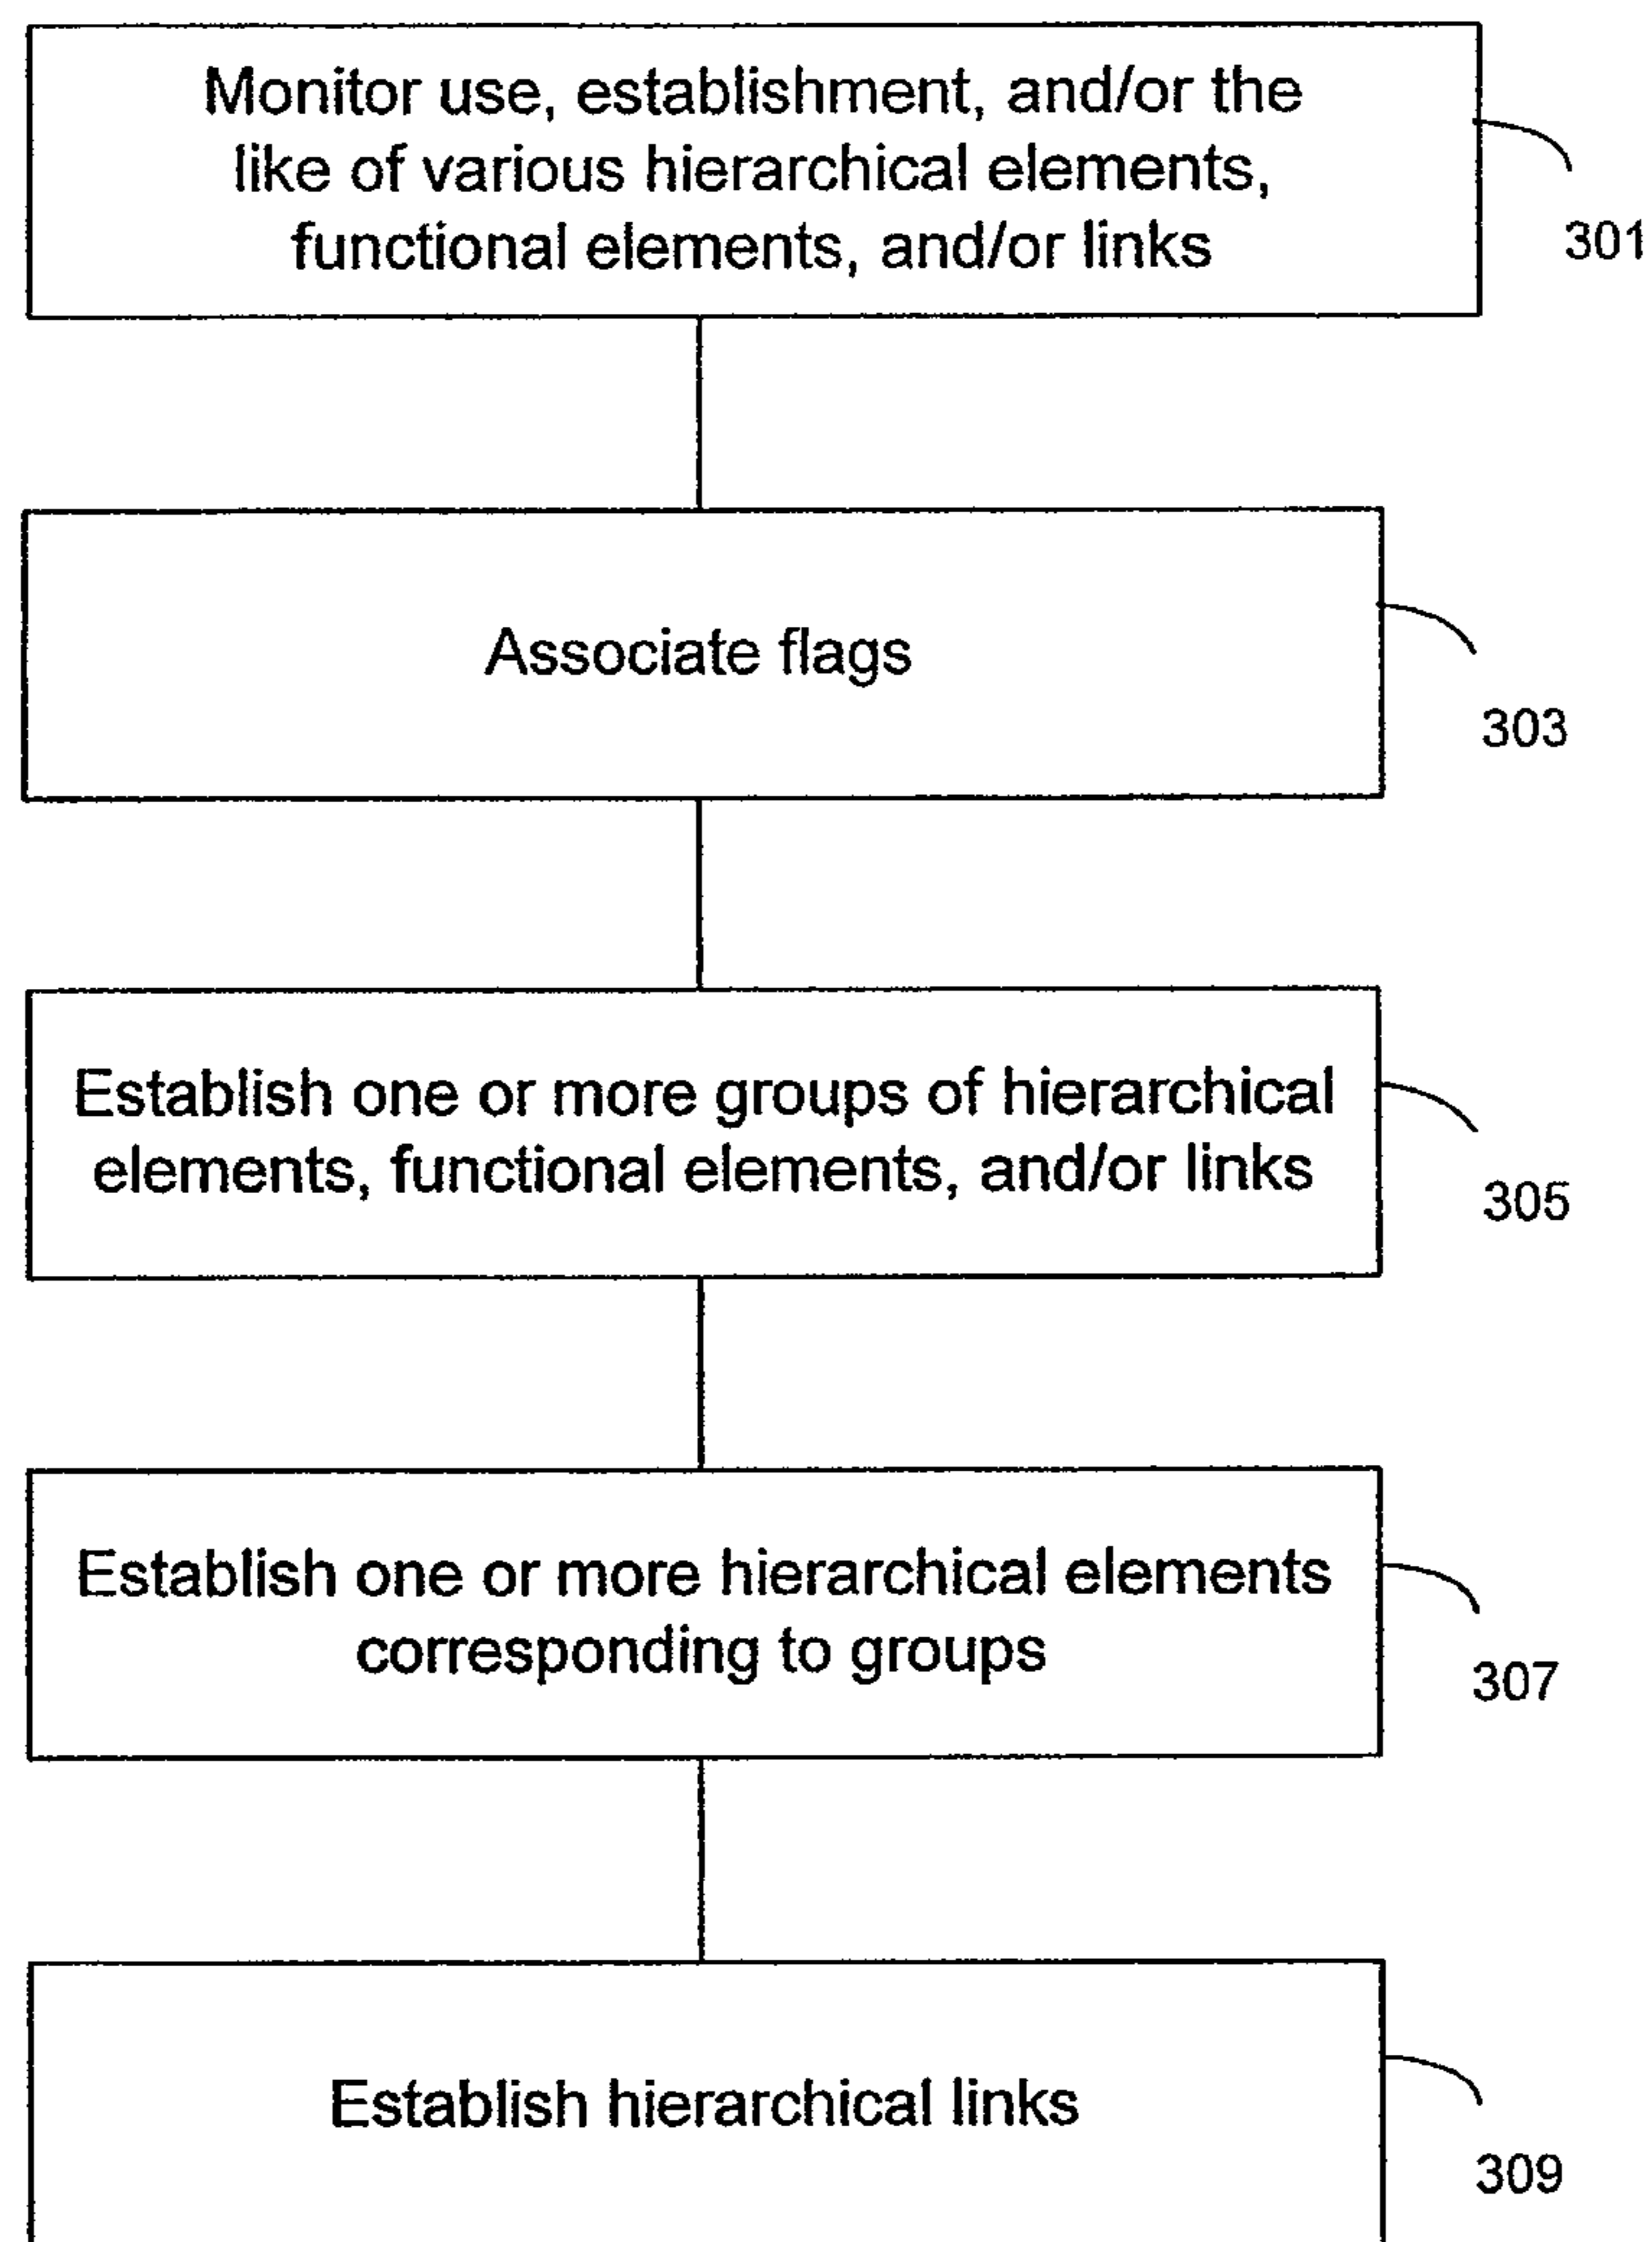 Monitor use, establishment, and/or the
like of various hierarchical elements,
functional elements, and/or links
301
Associate flags
303
Establish one or more groups of hierarchical
elements, functional elements, and/or links
305
Establish one or more hierarchical elements
corresponding to groups
307
Establish hierarchical links
309